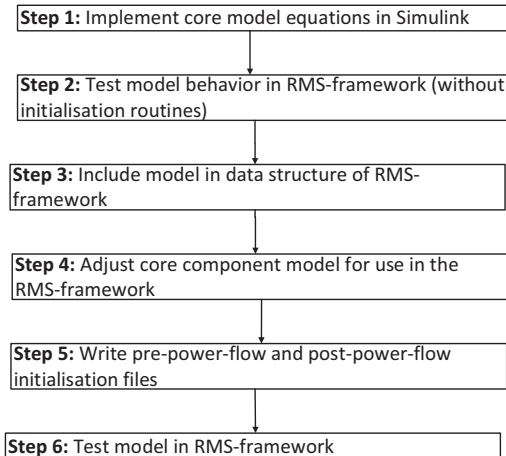 Step 1: Implement core model equations in Simulink
Step 2: Test model behavior in RMS-framework (without
initialisation routines)
Step 3: Include model in data structure of RMS-
framework
Step 4: Adjust core component model for use in the
RMS-framework
Step 5: Write pre-power-flow and post-power-flow
initialisation files
Step 6: Test model in RMS-framework